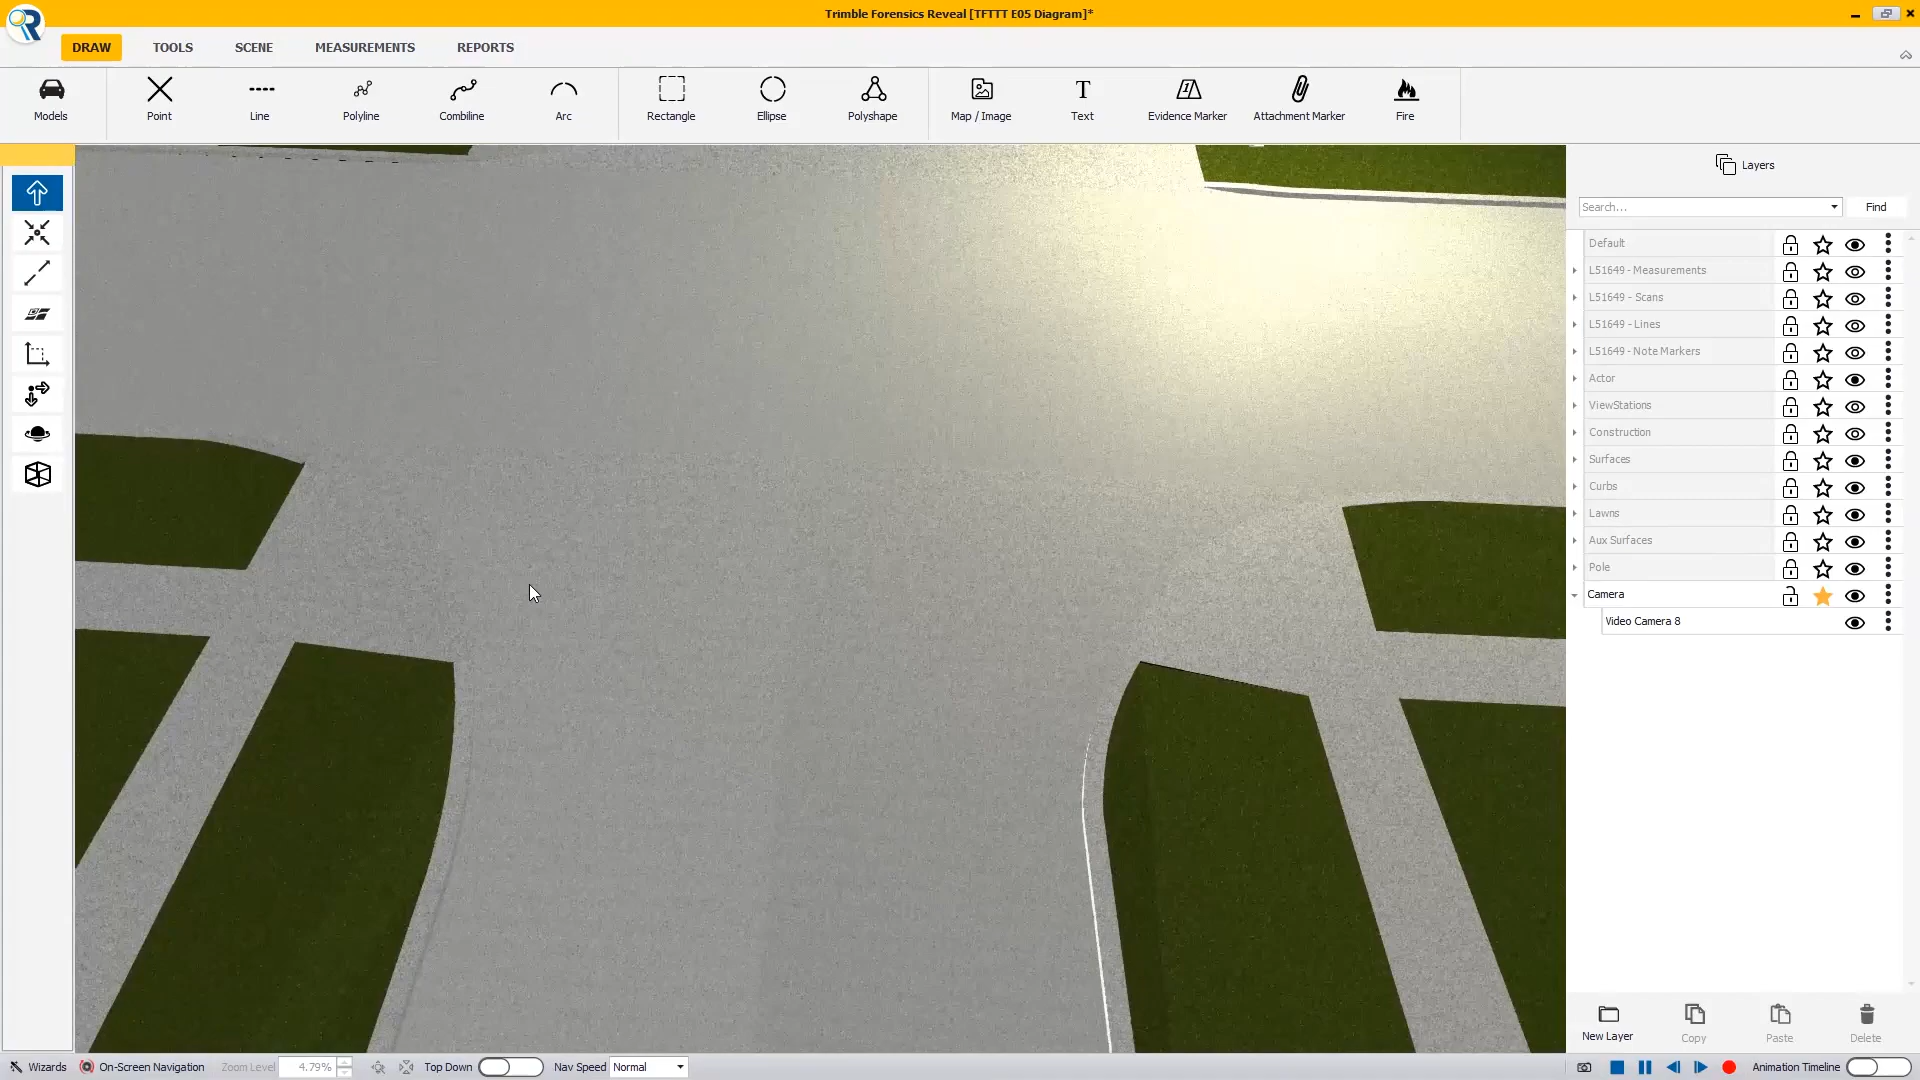 Trimble Forensics Reveal [TFTTT E05 Diagram]*
DRAW TOOLS SCENE MEASUREMENTS REPORTS
Models Point Line Polyline Combiline Arc Rectangle Ellipse Polyshape Map / Image Text Evidence Marker Attachment Marker Fire
Layers
Search... Find
Default
L51649 - Measurements
L51649 - Scans
L51649 - Lines
L51649 - Note Markers
Actor
ViewStations
Construction
Surfaces
Curbs
Lawns
Aux Surfaces
Pole
Camera
Video Camera 8
New Layer Copy Paste Delete
Wizards On-Screen Navigation Zoom Level 4.79% Top Down Nav Speed Normal Animation Timeline